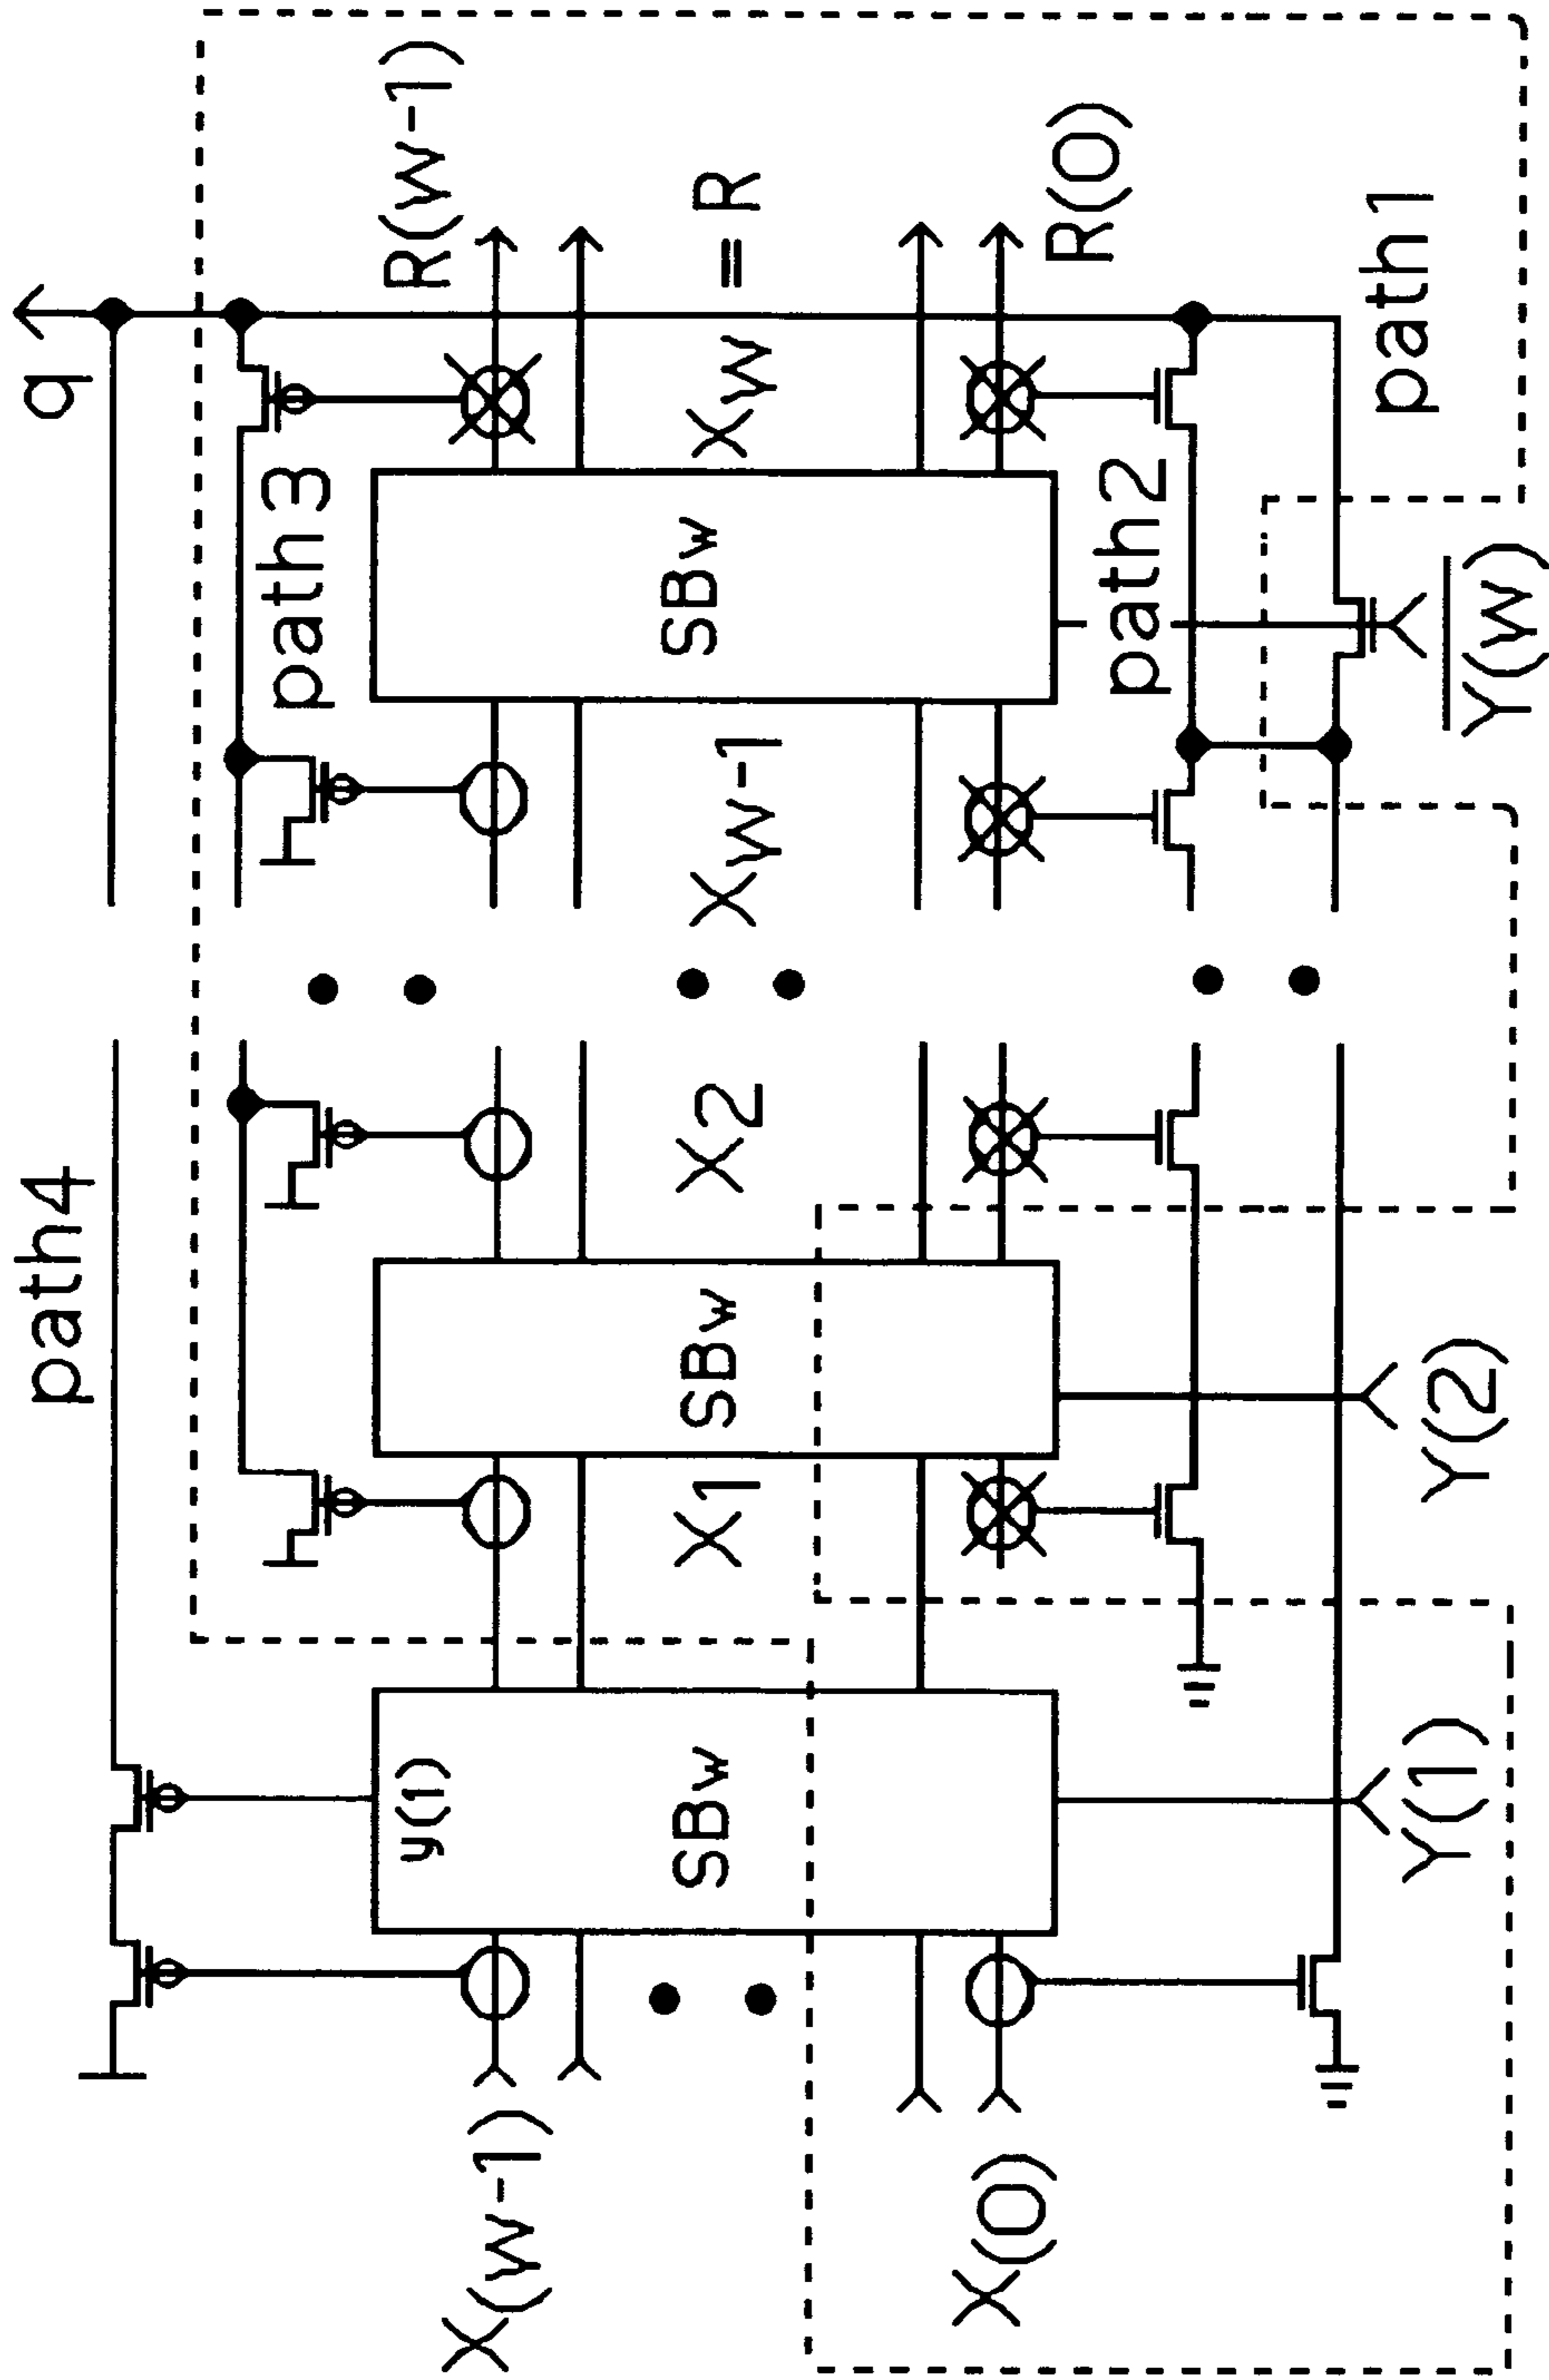 path4
q
path3
R(w-1)
y(1)
SBw
SBw
SBw
X(w-1)
X1
X2
Xw-1
Xw = R
X(0)
R(0)
path2
path1
Y(1)
Y(2)
Y(w)